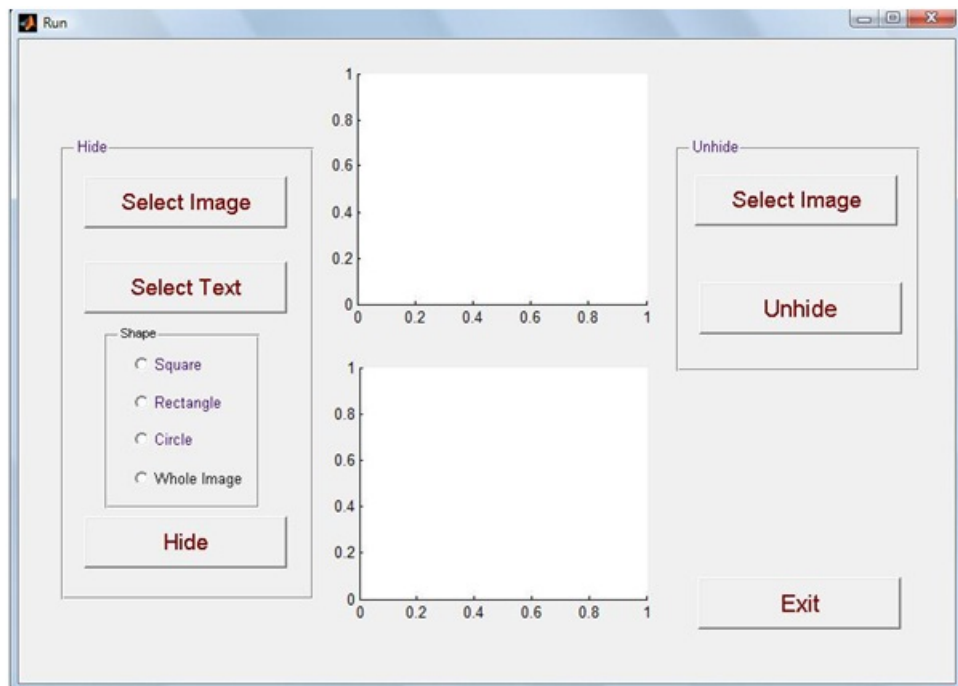 Run
Hide
Select Image
Select Text
Shape
Square
Rectangle
Circle
Whole Image
Hide
1
0.8
0.6
0.4
0.2
0
0 0.2 0.4 0.6 0.8 1
1
0.8
0.6
0.4
0.2
0
0 0.2 0.4 0.6 0.8 1
Unhide
Select Image
Unhide
Exit